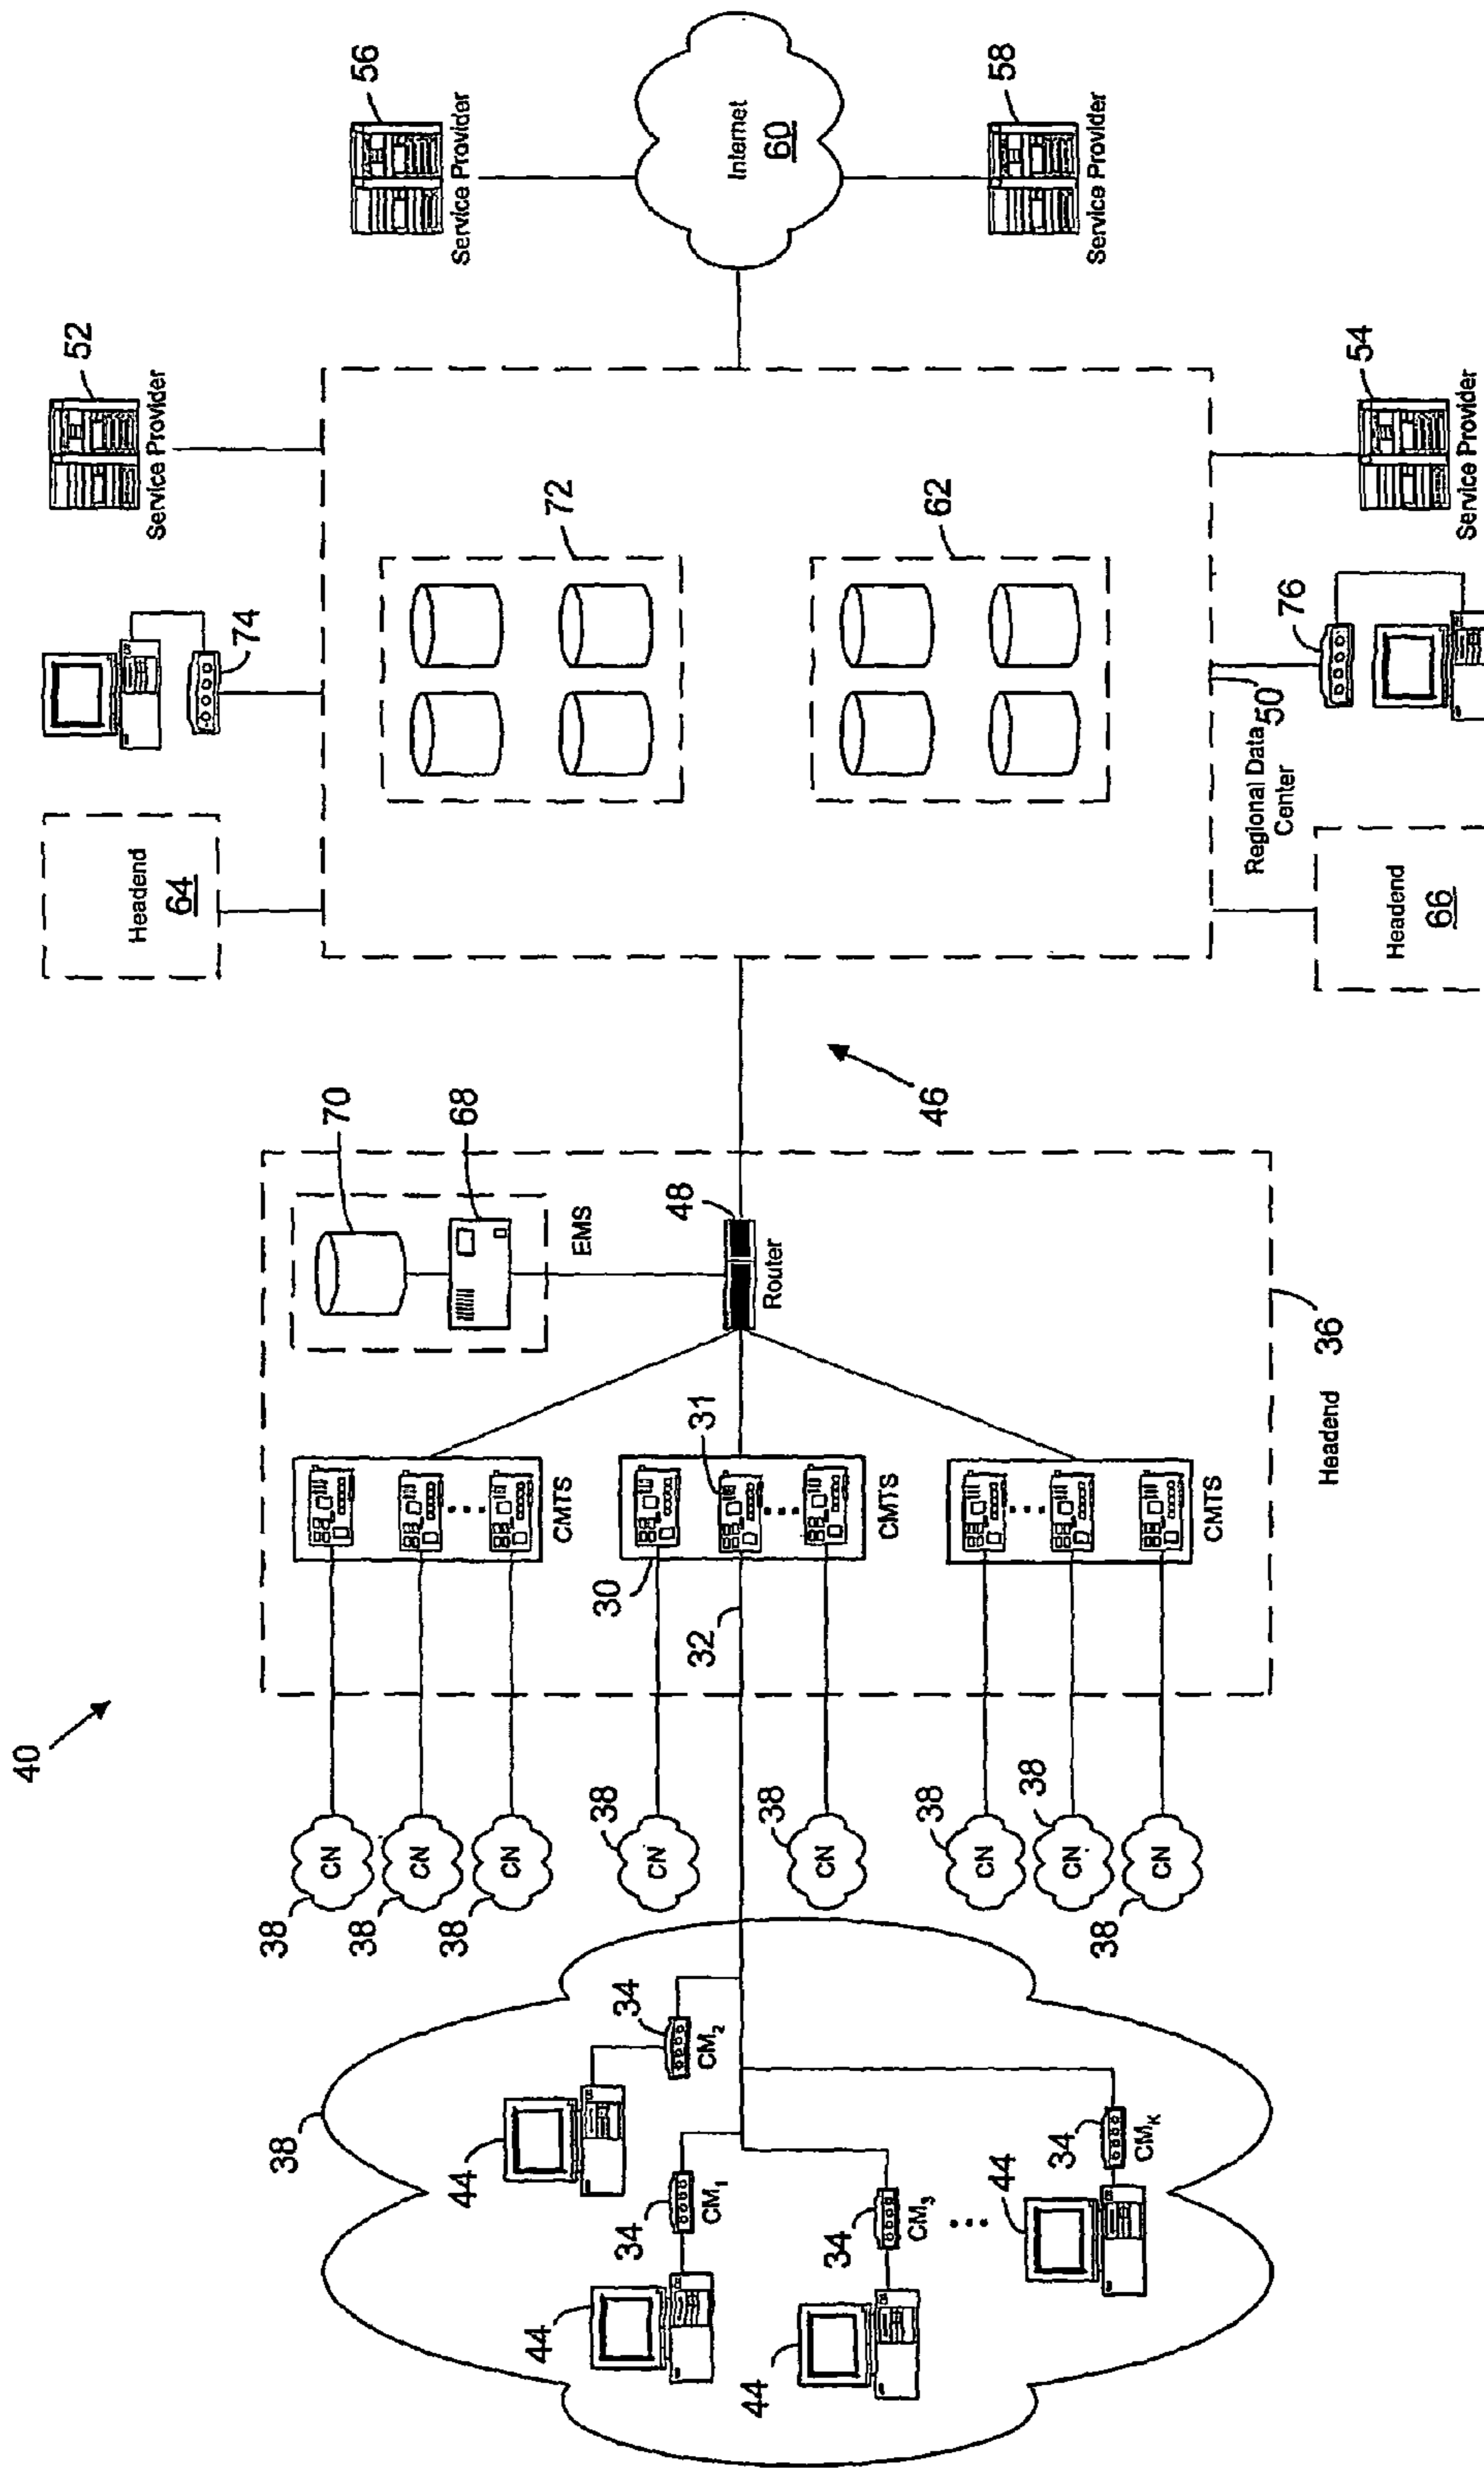 40
38
44
34
CM₂
44
34
CM₁
44
34
CM₃
44
34
CMₖ
38
CN
38
CN
38
CN
38
CN
38
CN
38
CN
38
CN
38
CN
32
30
31
CMTS
CMTS
CMTS
70
68
EMS
48
Router
Headend
36
46
Headend
64
74
52
Service Provider
72
62
Regional Data
Center
50
Headend
66
76
54
Service Provider
56
Service Provider
Internet
60
58
Service Provider